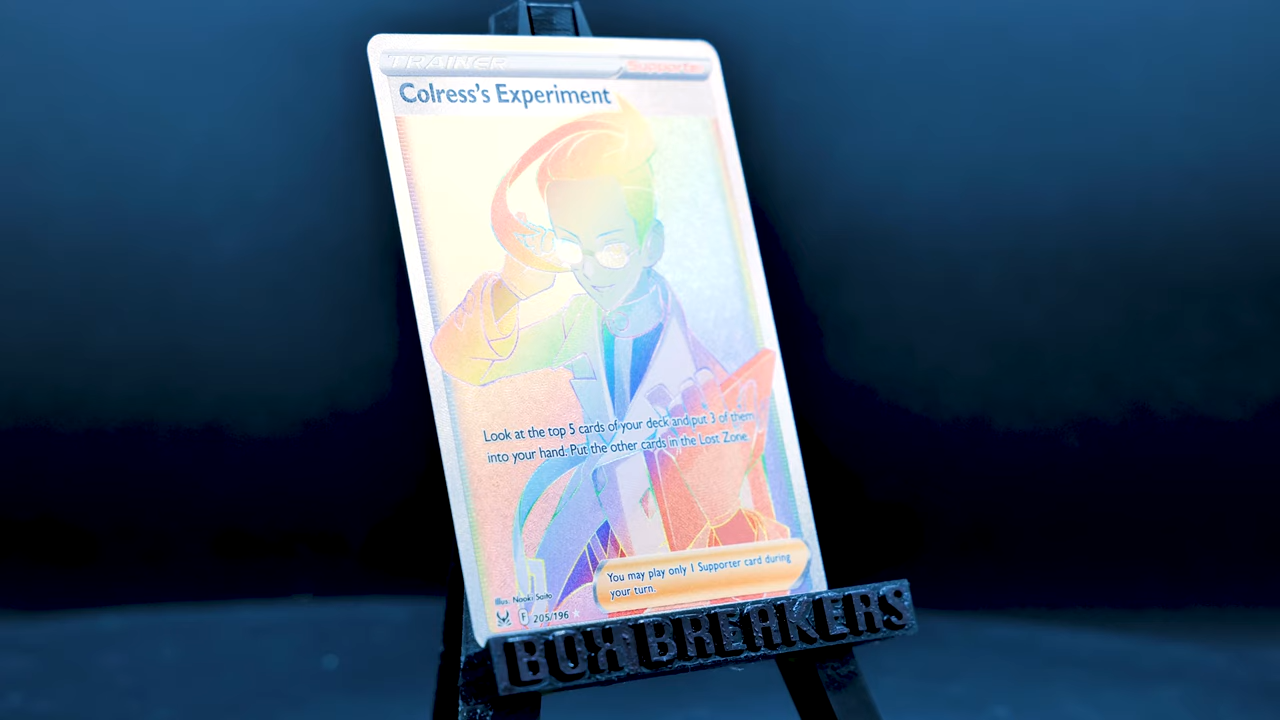 TRAINER
Supporter
Colress's Experiment
Look at the top 5 cards of your deck and put 3 of them
into your hand. Put the other cards in the Lost Zone.
You may play only 1 Supporter card during
your turn.
Illus. Naoki Saito
F 205/196
BOX BREAKERS